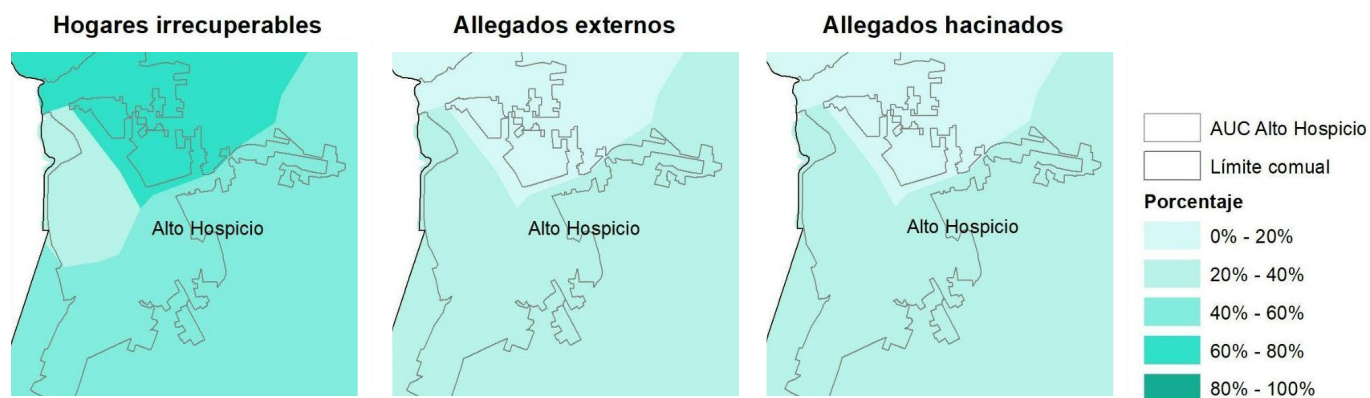 Hogares irrecuperables
Allegados externos
Allegados hacinados
Alto Hospicio
Alto Hospicio
Alto Hospicio
AUC Alto Hospicio
Límite comual
Porcentaje
0% - 20%
20% - 40%
40% - 60%
60% - 80%
80% - 100%